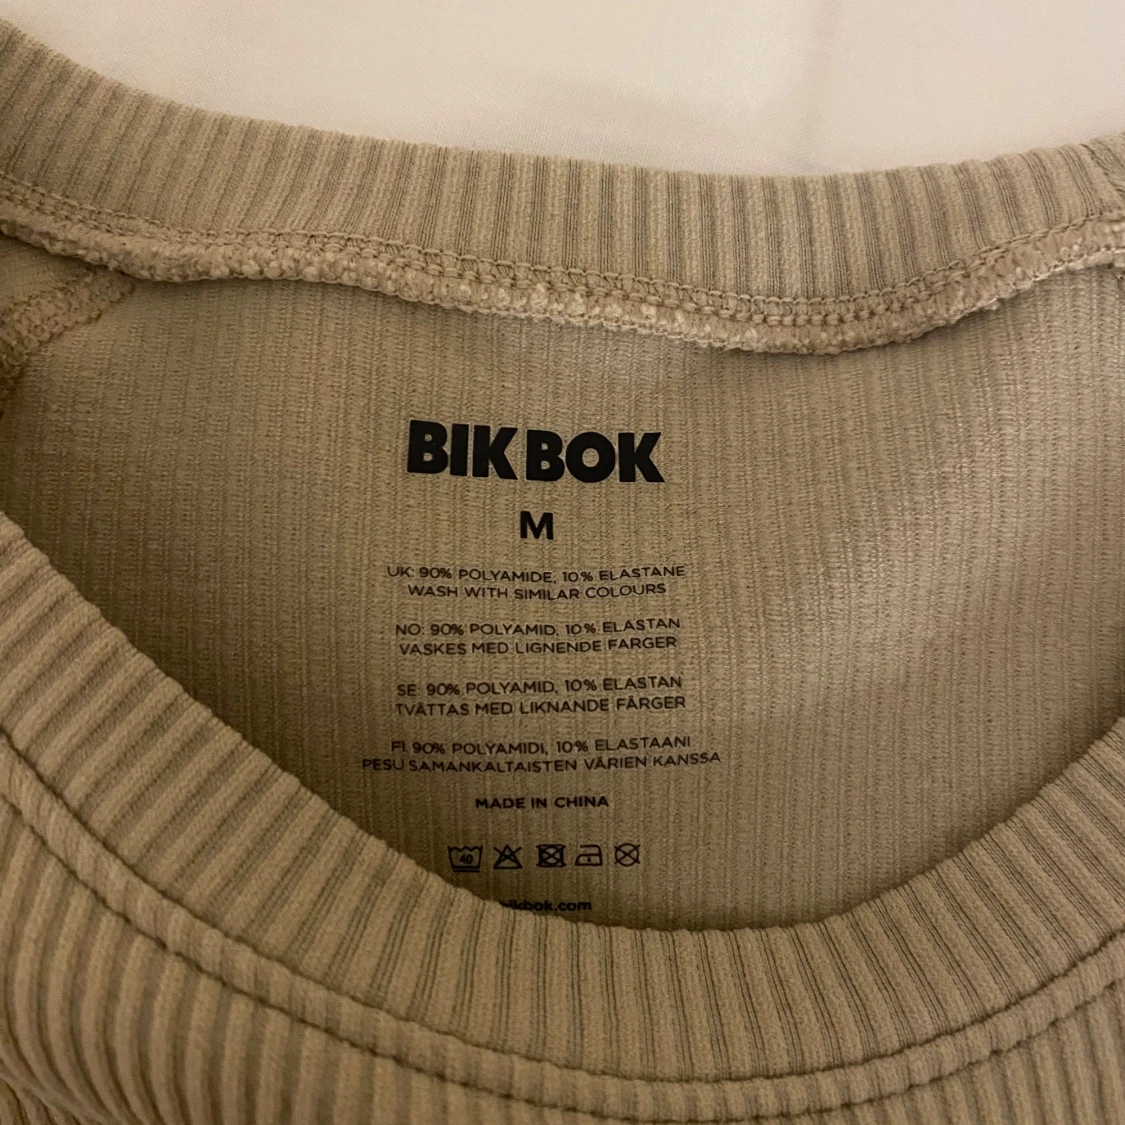 BIK BOK
M
UK: 90% POLYAMIDE, 10% ELASTANE
WASH WITH SIMILAR COLOURS
NO: 90% POLYAMID, 10% ELASTAN
VASKES MED LIGNENDE FARGER
SE: 90% POLYAMID, 10% ELASTAN
TVÄTTAS MED LIKNANDE FÄRGER
FI: 90% POLYAMIDI, 10% ELASTAANI
PESU SAMANKALTAISTEN VÄRIEN KANSSA
MADE IN CHINA
40
bikbok.com